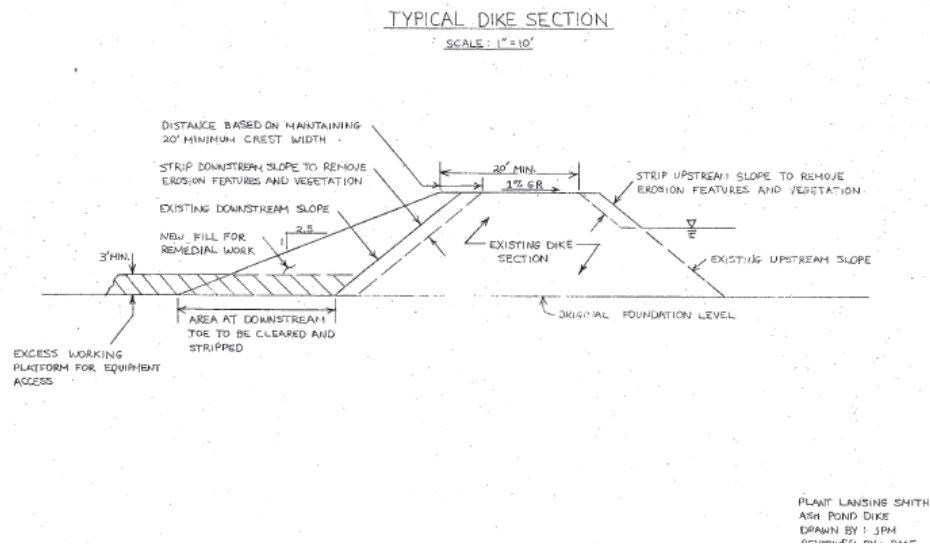 TYPICAL DIKE SECTION
SCALE: 1"=10'
DISTANCE BASED ON MAINTAINING
20' MINIMUM CREST WIDTH
STRIP DOWNSTREAM SLOPE TO REMOVE
EROSION FEATURES AND VEGETATION
EXISTING DOWNSTREAM SLOPE
NEW FILL FOR
REMEDIAL WORK
2.5
1
3' MIN.
20' MIN.
1% GR
STRIP UPSTREAM SLOPE TO REMOVE
EROSION FEATURES AND VEGETATION
EXISTING DIKE
SECTION
EXISTING UPSTREAM SLOPE
ORIGINAL FOUNDATION LEVEL
AREA AT DOWNSTREAM
TOE TO BE CLEARED AND
STRIPPED
EXCESS WORKING
PLATFORM FOR EQUIPMENT
ACCESS
PLANT LANSING SMITH
ASH POND DIKE
DRAWN BY: JPM